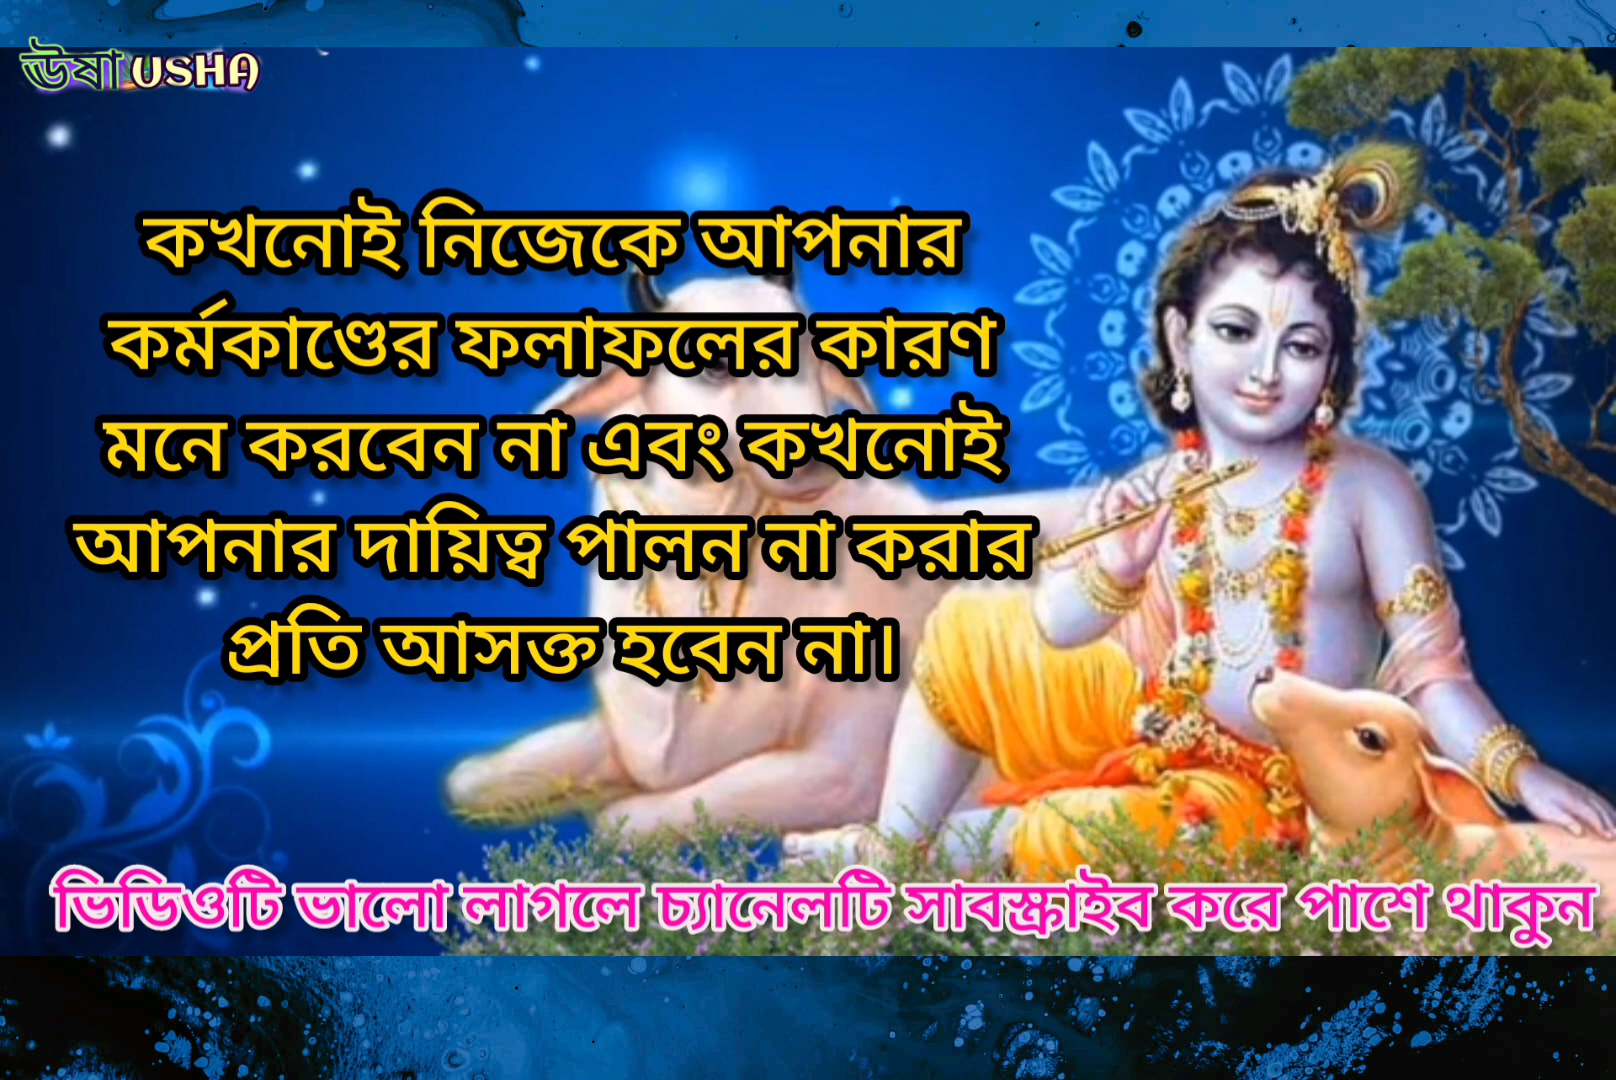 ঊষা USHA
কখনোই নিজেকে আপনার
কর্মকাণ্ডের ফলাফলের কারণ
মনে করবেন না এবং কখনোই
আপনার দায়িত্ব পালন না করার
প্রতি আসক্ত হবেন না।
ভিডিওটি ভালো লাগলে চ্যানেলটি সাবস্ক্রাইব করে পাশে থাকুন